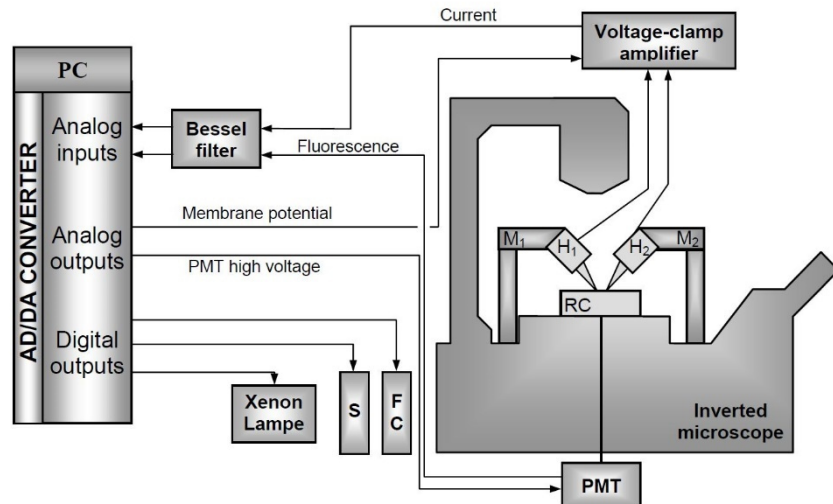 Current
Voltage-clamp
amplifier
PC
Analog
inputs
Bessel
filter
Fluorescence
Membrane potential
Analog
outputs
PMT high voltage
AD/DA CONVERTER
Digital
outputs
Xenon
Lampe
S
F
C
M1
H1
H2
M2
RC
Inverted
microscope
PMT